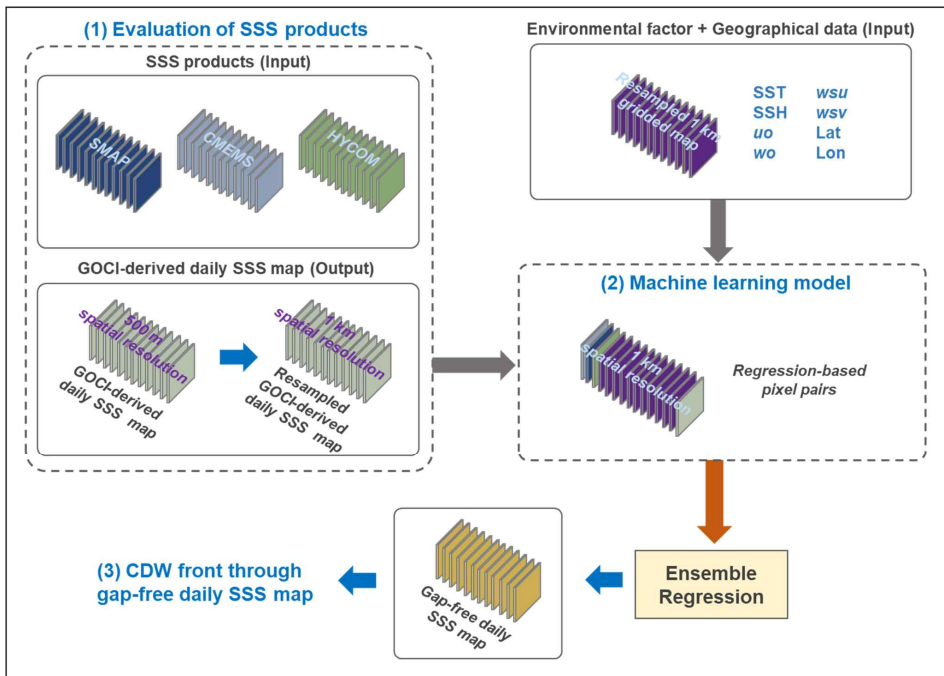 (1) Evaluation of SSS products
SSS products (Input)
SMAP
CMEMS
HYCOM
GOCI-derived daily SSS map (Output)
500 m
spatial resolution
GOCI-derived
daily SSS map
1 km
spatial resolution
Resampled
GOCI-derived
daily SSS map
Environmental factor + Geographical data (Input)
Resampled 1 km
gridded map
SST wsu
SSH wsv
uo Lat
wo Lon
(2) Machine learning model
1 km
spatial resolution
Regression-based
pixel pairs
Ensemble
Regression
Gap-free daily
SSS map
(3) CDW front through
gap-free daily SSS map